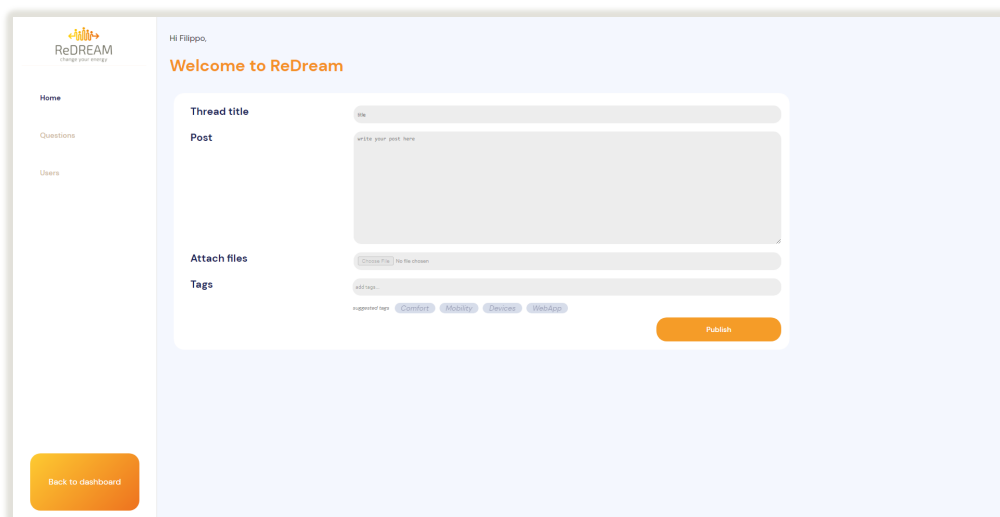 ReDREAM
change your energy
Home
Questions
Users
Back to dashboard
Hi Filippo,
Welcome to ReDream
Thread title
title
Post
write your post here
Attach files
Choose File No file chosen
Tags
add tags..
suggested tags Comfort Mobility Devices WebApp
Publish